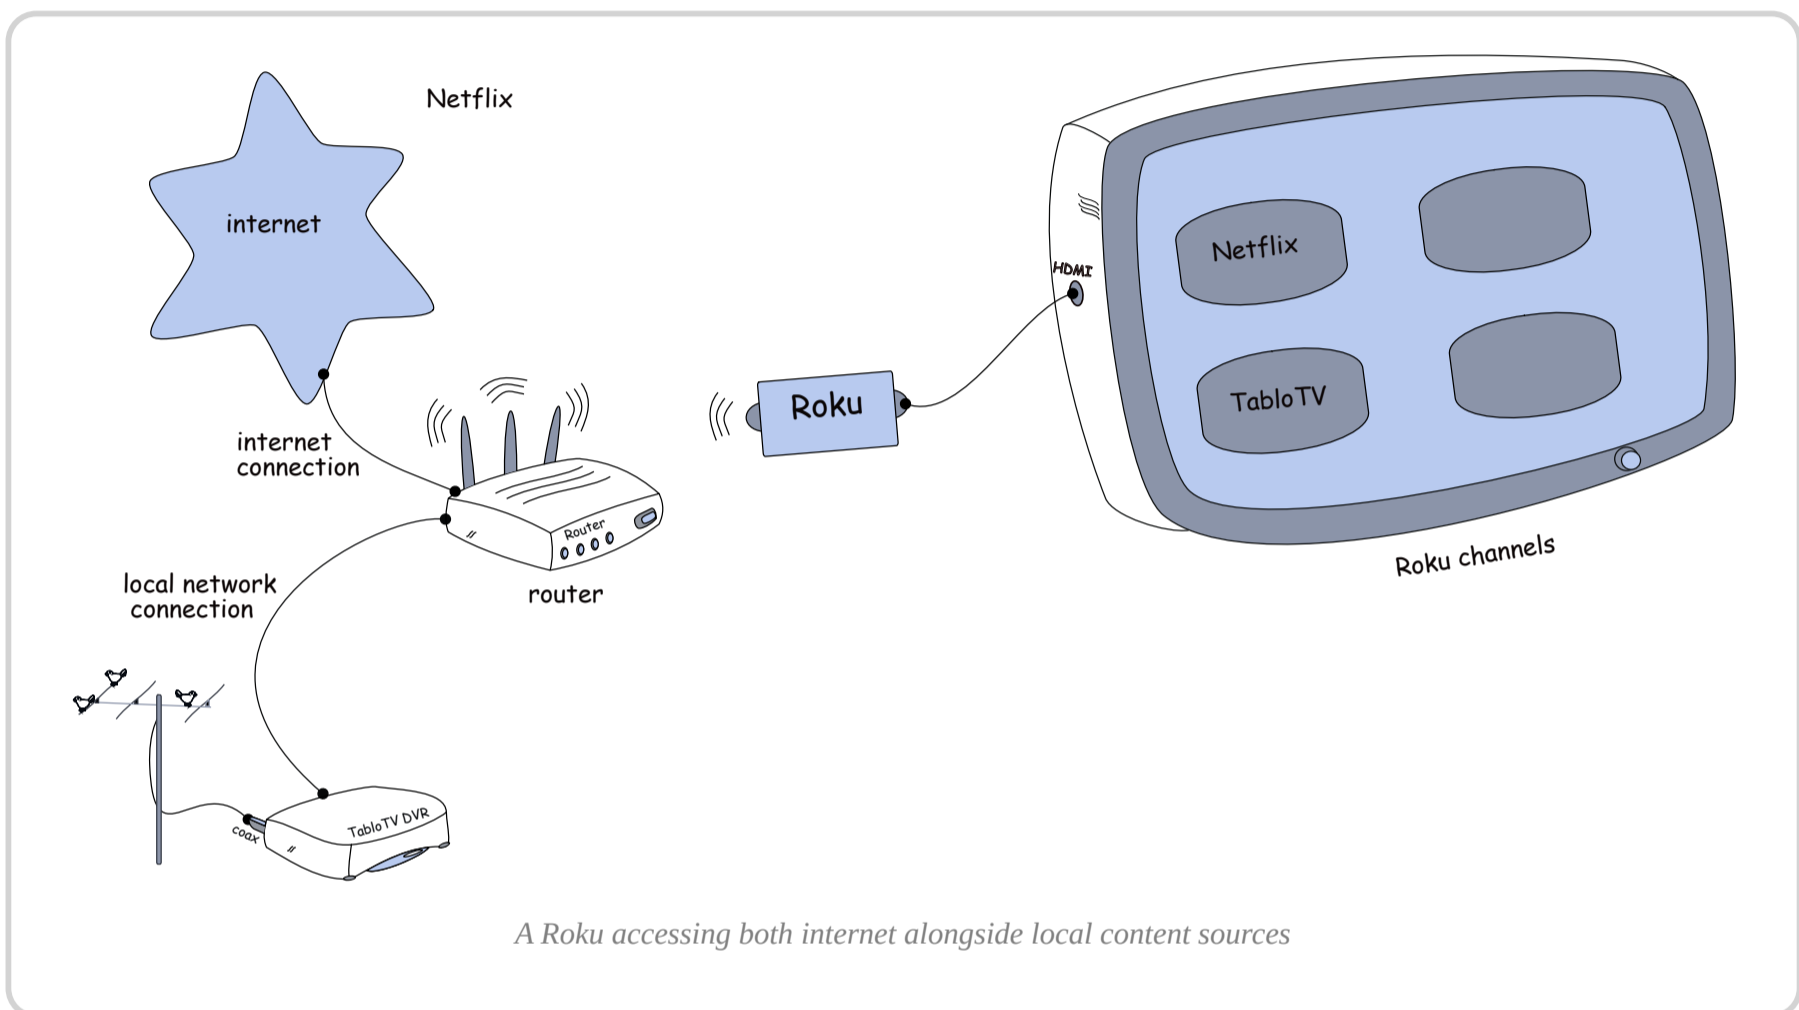 Netflix
internet
HDMI
Netflix
Roku
TabloTV
internet
connection
Router
Roku channels
local network
connection
router
TabloTV DVR
coax
A Roku accessing both internet alongside local content sources